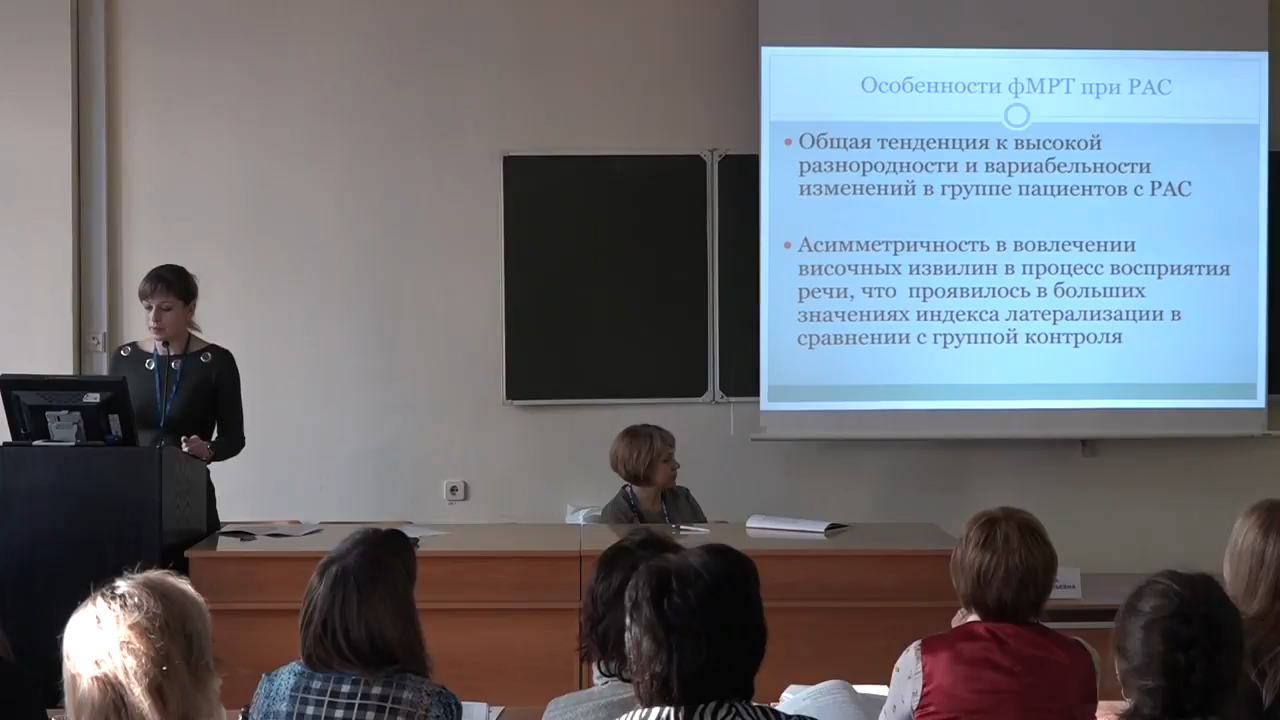 Особенности фМРТ при РАС
• Общая тенденция к высокой
разнородности и вариабельности
изменений в группе пациентов с РАС
• Асимметричность в вовлечении
височных извилин в процесс восприятия
речи, что проявилось в больших
значениях индекса латерализации в
сравнении с группой контроля